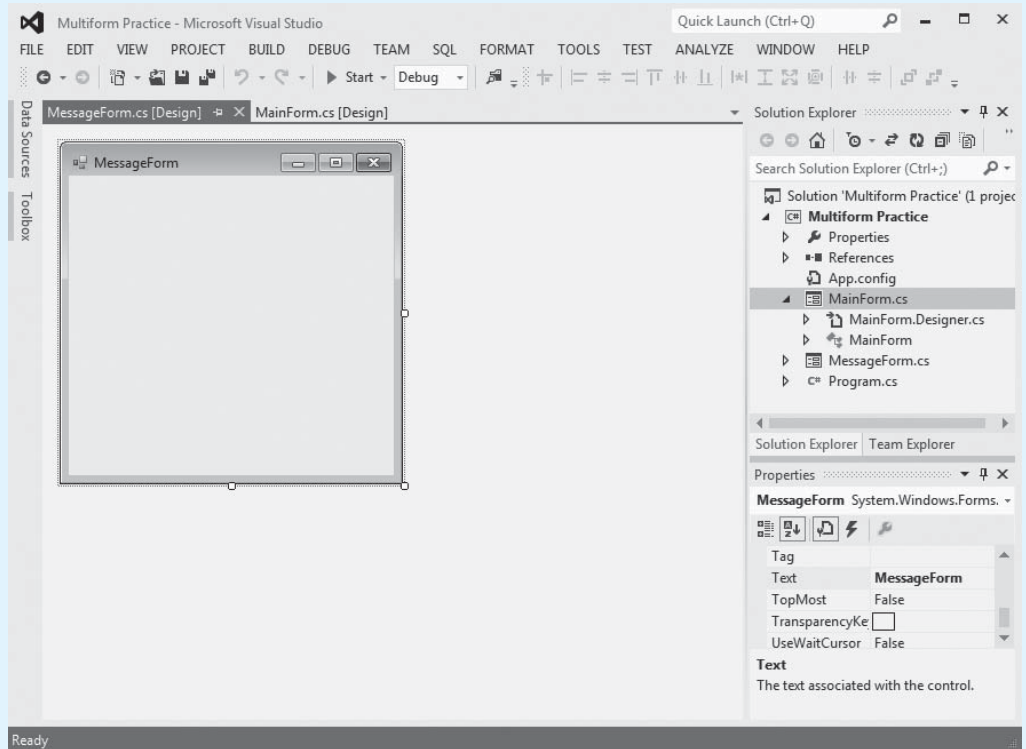 Multiform Practice - Microsoft Visual Studio
Quick Launch (Ctrl+Q)
FILE EDIT VIEW PROJECT BUILD DEBUG TEAM SQL FORMAT TOOLS TEST ANALYZE WINDOW HELP
Start
Debug
Data Sources
Toolbox
MessageForm.cs [Design]
MainForm.cs [Design]
MessageForm
Solution Explorer
Search Solution Explorer (Ctrl+;)
Solution 'Multiform Practice' (1 projec
C# Multiform Practice
Properties
References
App.config
MainForm.cs
MainForm.Designer.cs
MainForm
MessageForm.cs
C# Program.cs
Solution Explorer Team Explorer
Properties
MessageForm System.Windows.Forms.
Tag
Text MessageForm
TopMost False
TransparencyKe
UseWaitCursor False
Text
The text associated with the control.
Ready